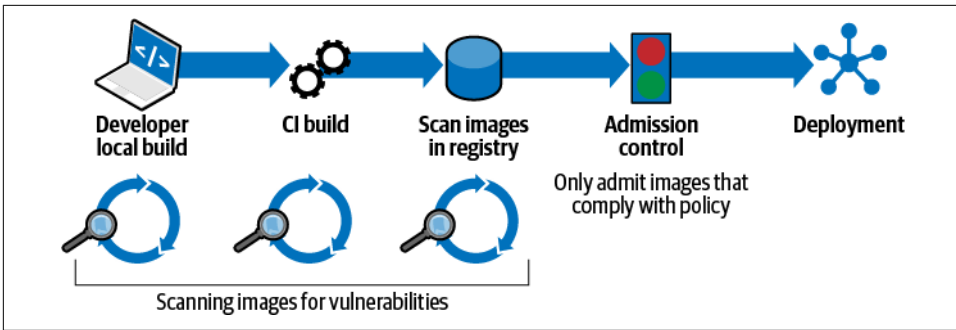 </>
Developer
local build
CI build
Scan images
in registry
Admission
control
Deployment
Only admit images that
comply with policy
Scanning images for vulnerabilities